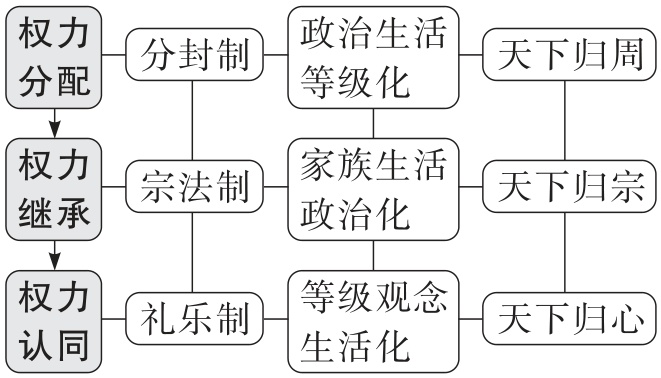 权力
分配
分封制
政治生活
等级化
天下归周
权力
继承
宗法制
家族生活
政治化
天下归宗
权力
认同
礼乐制
等级观念
生活化
天下归心